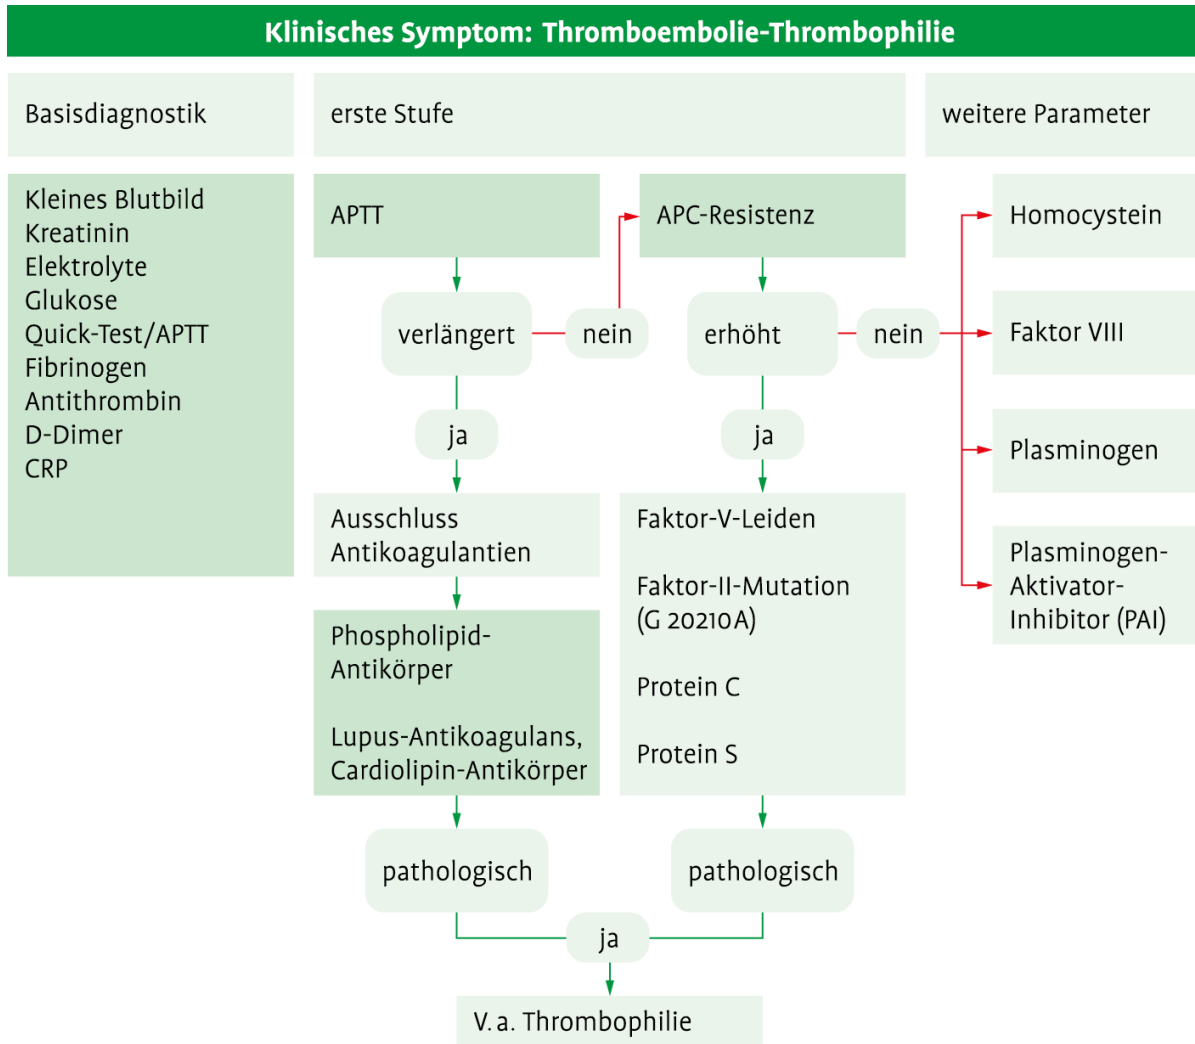 Klinisches Symptom: Thromboembolie-Thrombophilie
Basisdiagnostik
erste Stufe
weitere Parameter
Kleines Blutbild
Kreatinin
Elektrolyte
Glukose
Quick-Test/APTT
Fibrinogen
Antithrombin
D-Dimer
CRP
APTT
verlängert
nein
ja
Ausschluss
Antikoagulantien
Phospholipid-
Antikörper
Lupus-Antikoagulans,
Cardiolipin-Antikörper
pathologisch
APC-Resistenz
erhöht
nein
ja
Faktor-V-Leiden
Faktor-II-Mutation
(G 20210 A)
Protein C
Protein S
pathologisch
Homocystein
Faktor VIII
Plasminogen
Plasminogen-
Aktivator-
Inhibitor (PAI)
ja
V. a. Thrombophilie